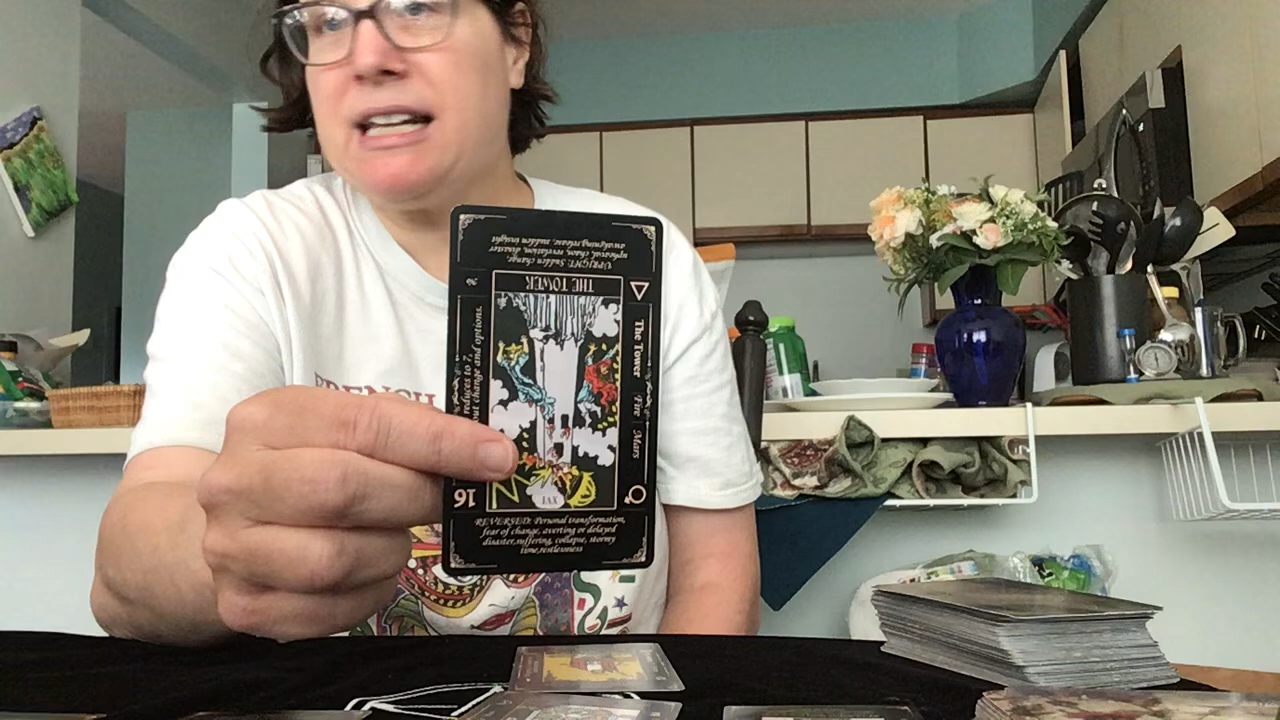 UPRIGHT: Sudden change,
upheaval, chaos, revelation, disaster
awakening, release, sudden insight
THE TOWER
The Tower Fire Mars
reduces to 7,
out change and options.
16
XVI
REVERSED: Personal transformation,
fear of change, averting or delayed
disaster,suffering, collapse, stormy
time,restlessness
FRENCH